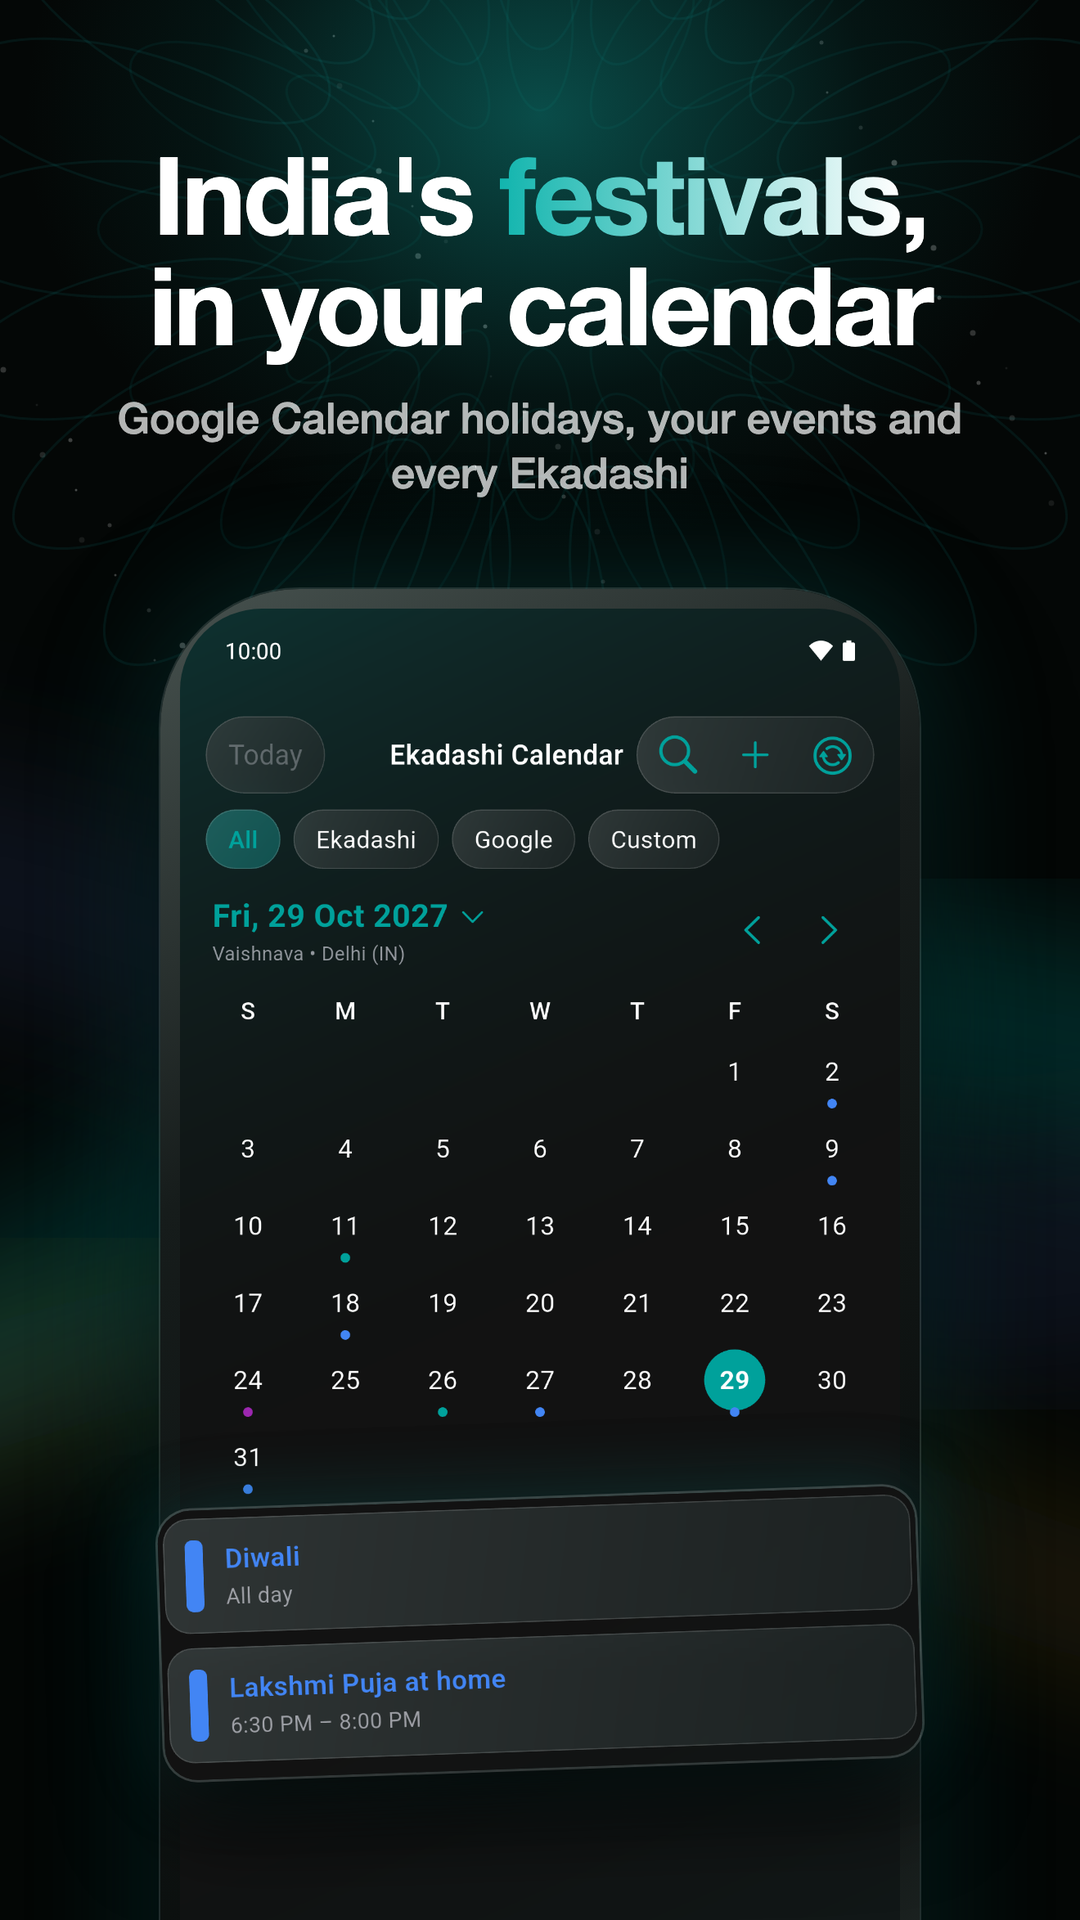 India's festivals,
in your calendar
Google Calendar holidays, your events and
every Ekadashi
10:00
Today
Ekadashi Calendar
All
Ekadashi
Google
Custom
Fri, 29 Oct 2027
Vaishnava • Delhi (IN)
S M T W T F S
1 2
3 4 5 6 7 8 9
10 11 12 13 14 15 16
17 18 19 20 21 22 23
24 25 26 27 28 29 30
31
Diwali
All day
Lakshmi Puja at home
6:30 PM – 8:00 PM